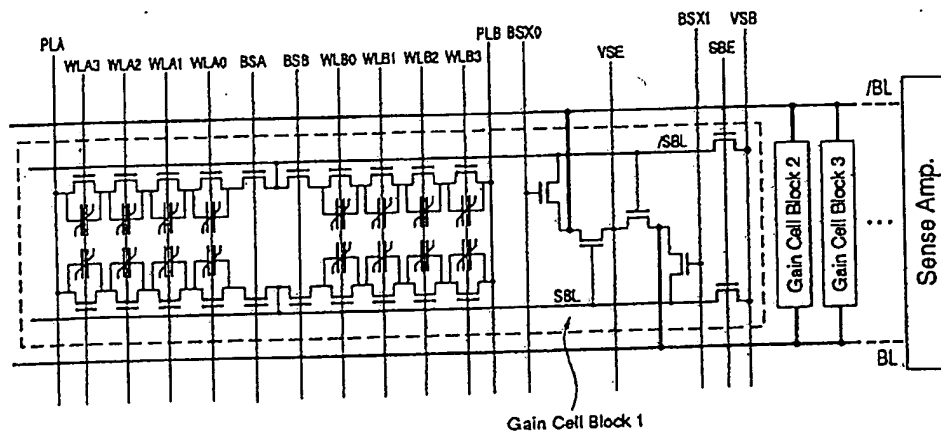 PLA WLA3 WLA2 WLA1 WLA0 BSA BSB WLB0 WLB1 WLB2 WLB3 PLB BSX0 VSE BSX1 SBE VSB
/BL
/SBL
Gain Cell Block 2
Gain Cell Block 3
...
Sense Amp.
SBL
BL
Gain Cell Block 1